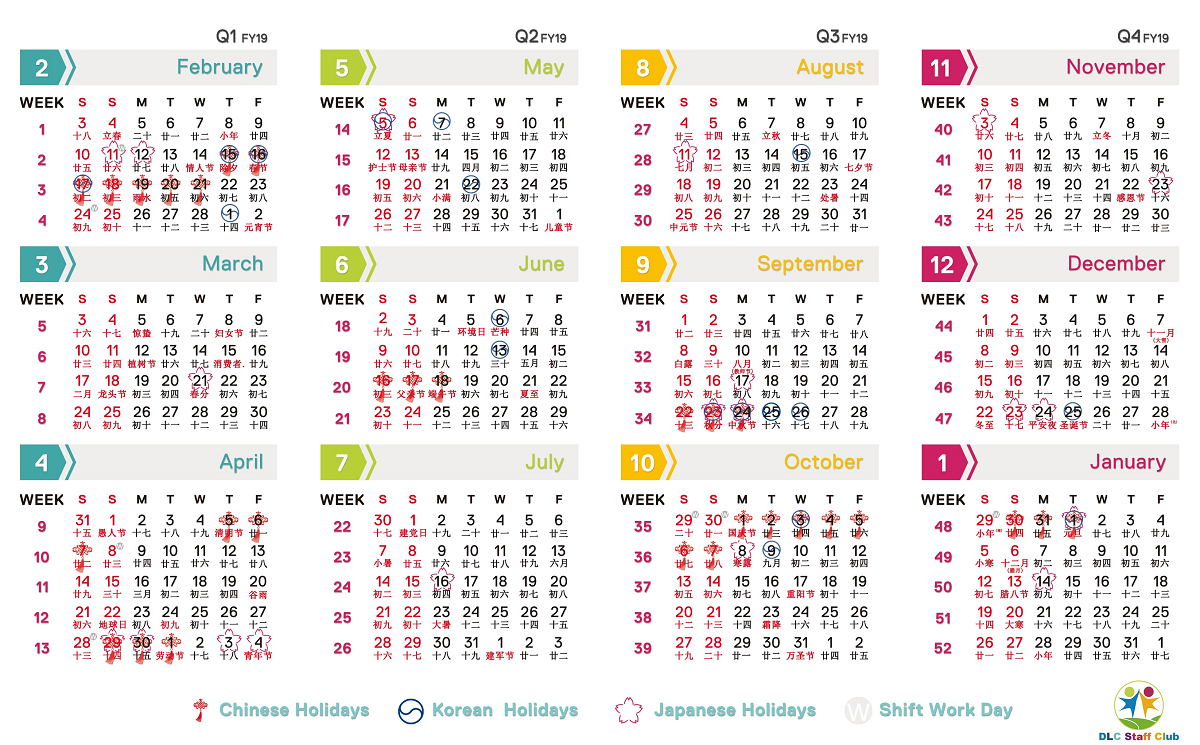 Q1 FY19
2 February
WEEK S S M T W T F
1 3 4 5 6 7 8 9
十八 立春 二十 廿一 廿二 小年 廿四
2 10 11 12 13 14 15 16
廿五 廿六 廿七 廿八 情人节 除夕 春节
3 17 18 19 20 21 22 23
初二 初三 雨水 初五 初六 初七 初八
4 24 25 26 27 28 1 2
初九 初十 十一 十二 十三 十四 元宵节
3 March
WEEK S S M T W T F
5 3 4 5 6 7 8 9
十六 十七 惊蛰 十九 二十 妇女节 廿二
6 10 11 12 13 14 15 16
廿三 廿四 植树节 廿六 廿七 消费者. 廿九
7 17 18 19 20 21 22 23
二月 龙头节 初三 初四 春分 初六 初七
8 24 25 26 27 28 29 30
初八 初九 初十 十一 十二 十三 十四
4 April
WEEK S S M T W T F
9 31 1 2 3 4 5 6
十五 愚人节 十七 十八 十九 清明节 廿一
10 7 8 9 10 11 12 13
廿二 廿三 廿四 廿五 廿六 廿七 廿八
11 14 15 16 17 18 19 20
廿九 三十 三月 初二 初三 初四 谷雨
12 21 22 23 24 25 26 27
初六 地球日 初八 初九 初十 十一 十二
13 28 29 30 1 2 3 4
十三 十四 十五 劳动节 十七 十八 青年节
Q2 FY19
5 May
WEEK S S M T W T F
14 5 6 7 8 9 10 11
立夏 廿一 廿二 廿三 廿四 廿五 廿六
15 12 13 14 15 16 17 18
护士节 母亲节 廿九 四月 初二 初三 初四
16 19 20 21 22 23 24 25
初五 初六 小满 初八 初九 初十 十一
17 26 27 28 29 30 31 1
十二 十三 十四 十五 十六 十七 儿童节
6 June
WEEK S S M T W T F
18 2 3 4 5 6 7 8
十九 二十 廿一 环境日 芒种 廿四 廿五
19 9 10 11 12 13 14 15
廿六 廿七 廿八 廿九 三十 五月 初二
20 16 17 18 19 20 21 22
初三 父亲节 端午节 初六 初七 夏至 初九
21 23 24 25 26 27 28 29
初十 十一 十二 十三 十四 十五 十六
7 July
WEEK S S M T W T F
22 30 1 2 3 4 5 6
十七 建党日 十九 二十 廿一 廿二 廿三
23 7 8 9 10 11 12 13
小暑 廿五 廿六 廿七 廿八 廿九 六月
24 14 15 16 17 18 19 20
初二 初三 初四 初五 初六 初七 初八
25 21 22 23 24 25 26 27
初九 初十 大暑 十二 十三 十四 十五
26 28 29 30 31 1 2 3
十六 十七 十八 十九 建军节 廿一 廿二
Q3 FY19
8 August
WEEK S S M T W T F
27 4 5 6 7 8 9 10
廿三 廿四 廿五 立秋 廿七 廿八 廿九
28 11 12 13 14 15 16 17
七月 初二 初三 初四 初五 初六 七夕节
29 18 19 20 21 22 23 24
初八 初九 初十 十一 十二 处暑 十四
30 25 26 27 28 29 30 31
中元节 十六 十七 十八 十九 二十 廿一
9 September
WEEK S S M T W T F
31 1 2 3 4 5 6 7
廿二 廿三 廿四 廿五 廿六 廿七 廿八
32 8 9 10 11 12 13 14
白露 三十 八月 初二 初三 初四 初五
(教师节)
33 15 16 17 18 19 20 21
初六 初七 初八 初九 初十 十一 十二
34 22 23 24 25 26 27 28
十三 秋分 中秋节 十六 十七 十八 十九
10 October
WEEK S S M T W T F
35 29 30 1 2 3 4 5
二十 廿一 国庆节 廿三 廿四 廿五 廿六
36 6 7 8 9 10 11 12
廿七 廿八 寒露 九月 初二 初三 初四
37 13 14 15 16 17 18 19
初五 初六 初七 初八 重阳节 初十 十一
38 20 21 22 23 24 25 26
十二 十三 十四 霜降 十六 十七 十八
39 27 28 29 30 31 1 2
十九 二十 廿一 廿二 万圣节 廿四 廿五
Q4 FY19
11 November
WEEK S S M T W T F
40 3 4 5 6 7 8 9
廿六 廿七 廿八 廿九 立冬 十月 初二
41 10 11 12 13 14 15 16
初三 初四 初五 初六 初七 初八 初九
42 17 18 19 20 21 22 23
初十 十一 十二 十三 十四 感恩节 十六
43 24 25 26 27 28 29 30
十七 十八 十九 二十 廿一 廿二 廿三
12 December
WEEK S S M T W T F
44 1 2 3 4 5 6 7
廿四 廿五 廿六 廿七 廿八 廿九 十一月
(大雪)
45 8 9 10 11 12 13 14
初二 初三 初四 初五 初六 初七 初八
46 15 16 17 18 19 20 21
初九 初十 十一 十二 十三 十四 十五
47 22 23 24 25 26 27 28
冬至 十七 平安夜 圣诞节 二十 廿一 小年
1 January
WEEK S S M T W T F
48 29 30 31 1 2 3 4
小年 廿四 廿五 元旦 廿七 廿八 廿九
49 5 6 7 8 9 10 11
小寒 十二月 初二 初三 初四 初五 初六
(腊月)
50 12 13 14 15 16 17 18
初七 腊八节 初九 初十 十一 十二 十三
51 19 20 21 22 23 24 25
十四 大寒 十六 十七 十八 十九 二十
52 26 27 28 29 30 31 1
廿一 廿二 小年 廿四 廿五 廿六 廿七
Chinese Holidays Korean Holidays Japanese Holidays W Shift Work Day
DLC Staff Club